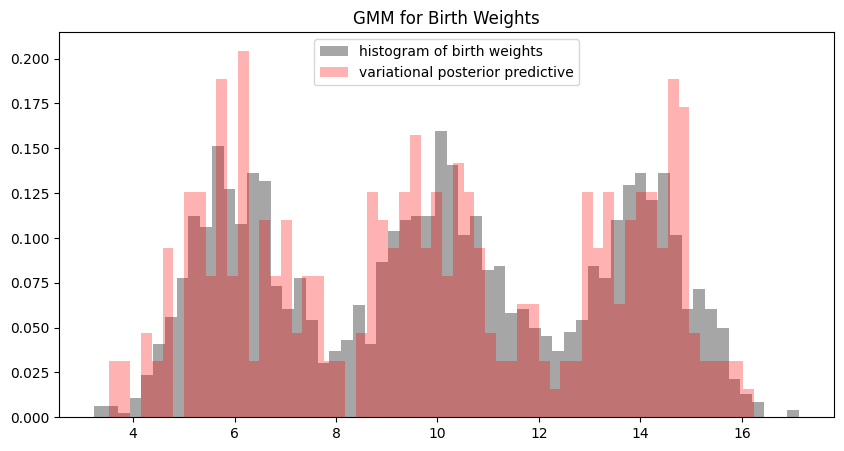 GMM for Birth Weights
histogram of birth weights
variational posterior predictive
0.200
0.175
0.150
0.125
0.100
0.075
0.050
0.025
0.000
4 6 8 10 12 14 16